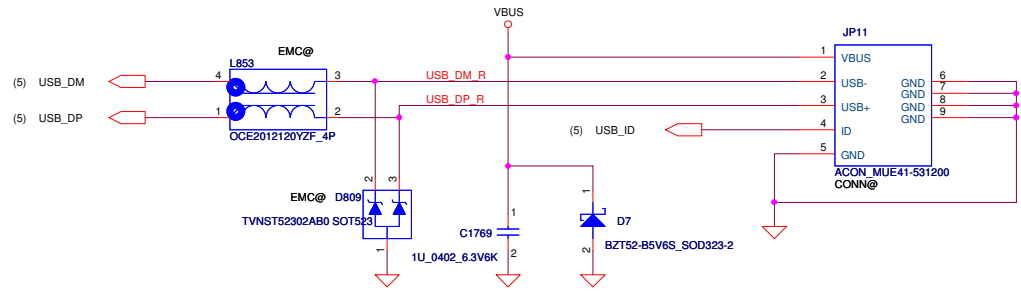 VBUS
JP11
EMC@
L853
1 VBUS
(5) USB_DM 4 3 USB_DM_R 2 USB- GND 6
GND 7
(5) USB_DP 1 2 USB_DP_R 3 USB+ GND 8
GND 9
(5) USB_ID 4 ID
OCE2012120YZF_4P
5 GND
ACON_MUE41-531200
CONN@
2 3
EMC@ D809
1
TVNST52302AB0 SOT523
1
D7
C1769
BZT52-B5V6S_SOD323-2
1 2 2
1U_0402_6.3V6K